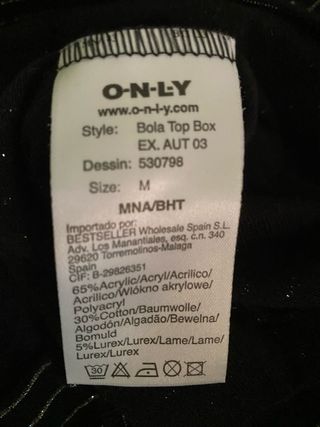 O-N-L-Y
www.o-n-l-y.com
Style: Bola Top Box
EX. AUT 03
Dessin: 530798
Size: M
MNA/BHT
Importado por:
BESTSELLER Wholesale Spain S.L.
Adv. Los Manantiales, esq. c.n. 340
29620 Torremolinos-Malaga
Spain
CIF: B-29826351
65%Acrylic/Acryl/Acrilico/
Acrílico/Wlókno akrylowe/
Polyacryl
30%Cotton/Baumwolle/
Algodón/Algadão/Bewelna/
Bomuld
5%Lurex/Lurex/Lame/Lame/
Lurex/Lurex
30